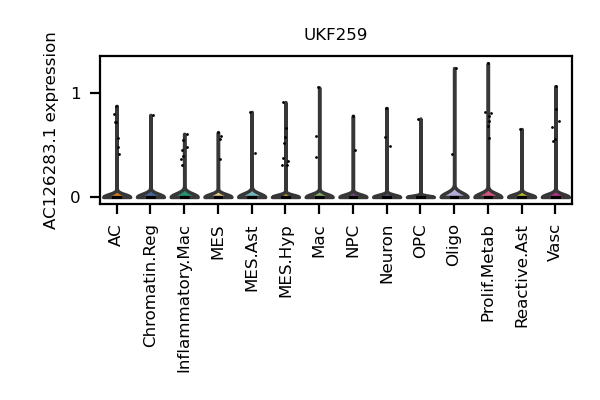 UKF259
AC126283.1 expression
1
0
AC
Chromatin.Reg
Inflammatory.Mac
MES
MES.Ast
MES.Hyp
Mac
NPC
Neuron
OPC
Oligo
Prolif.Metab
Reactive.Ast
Vasc